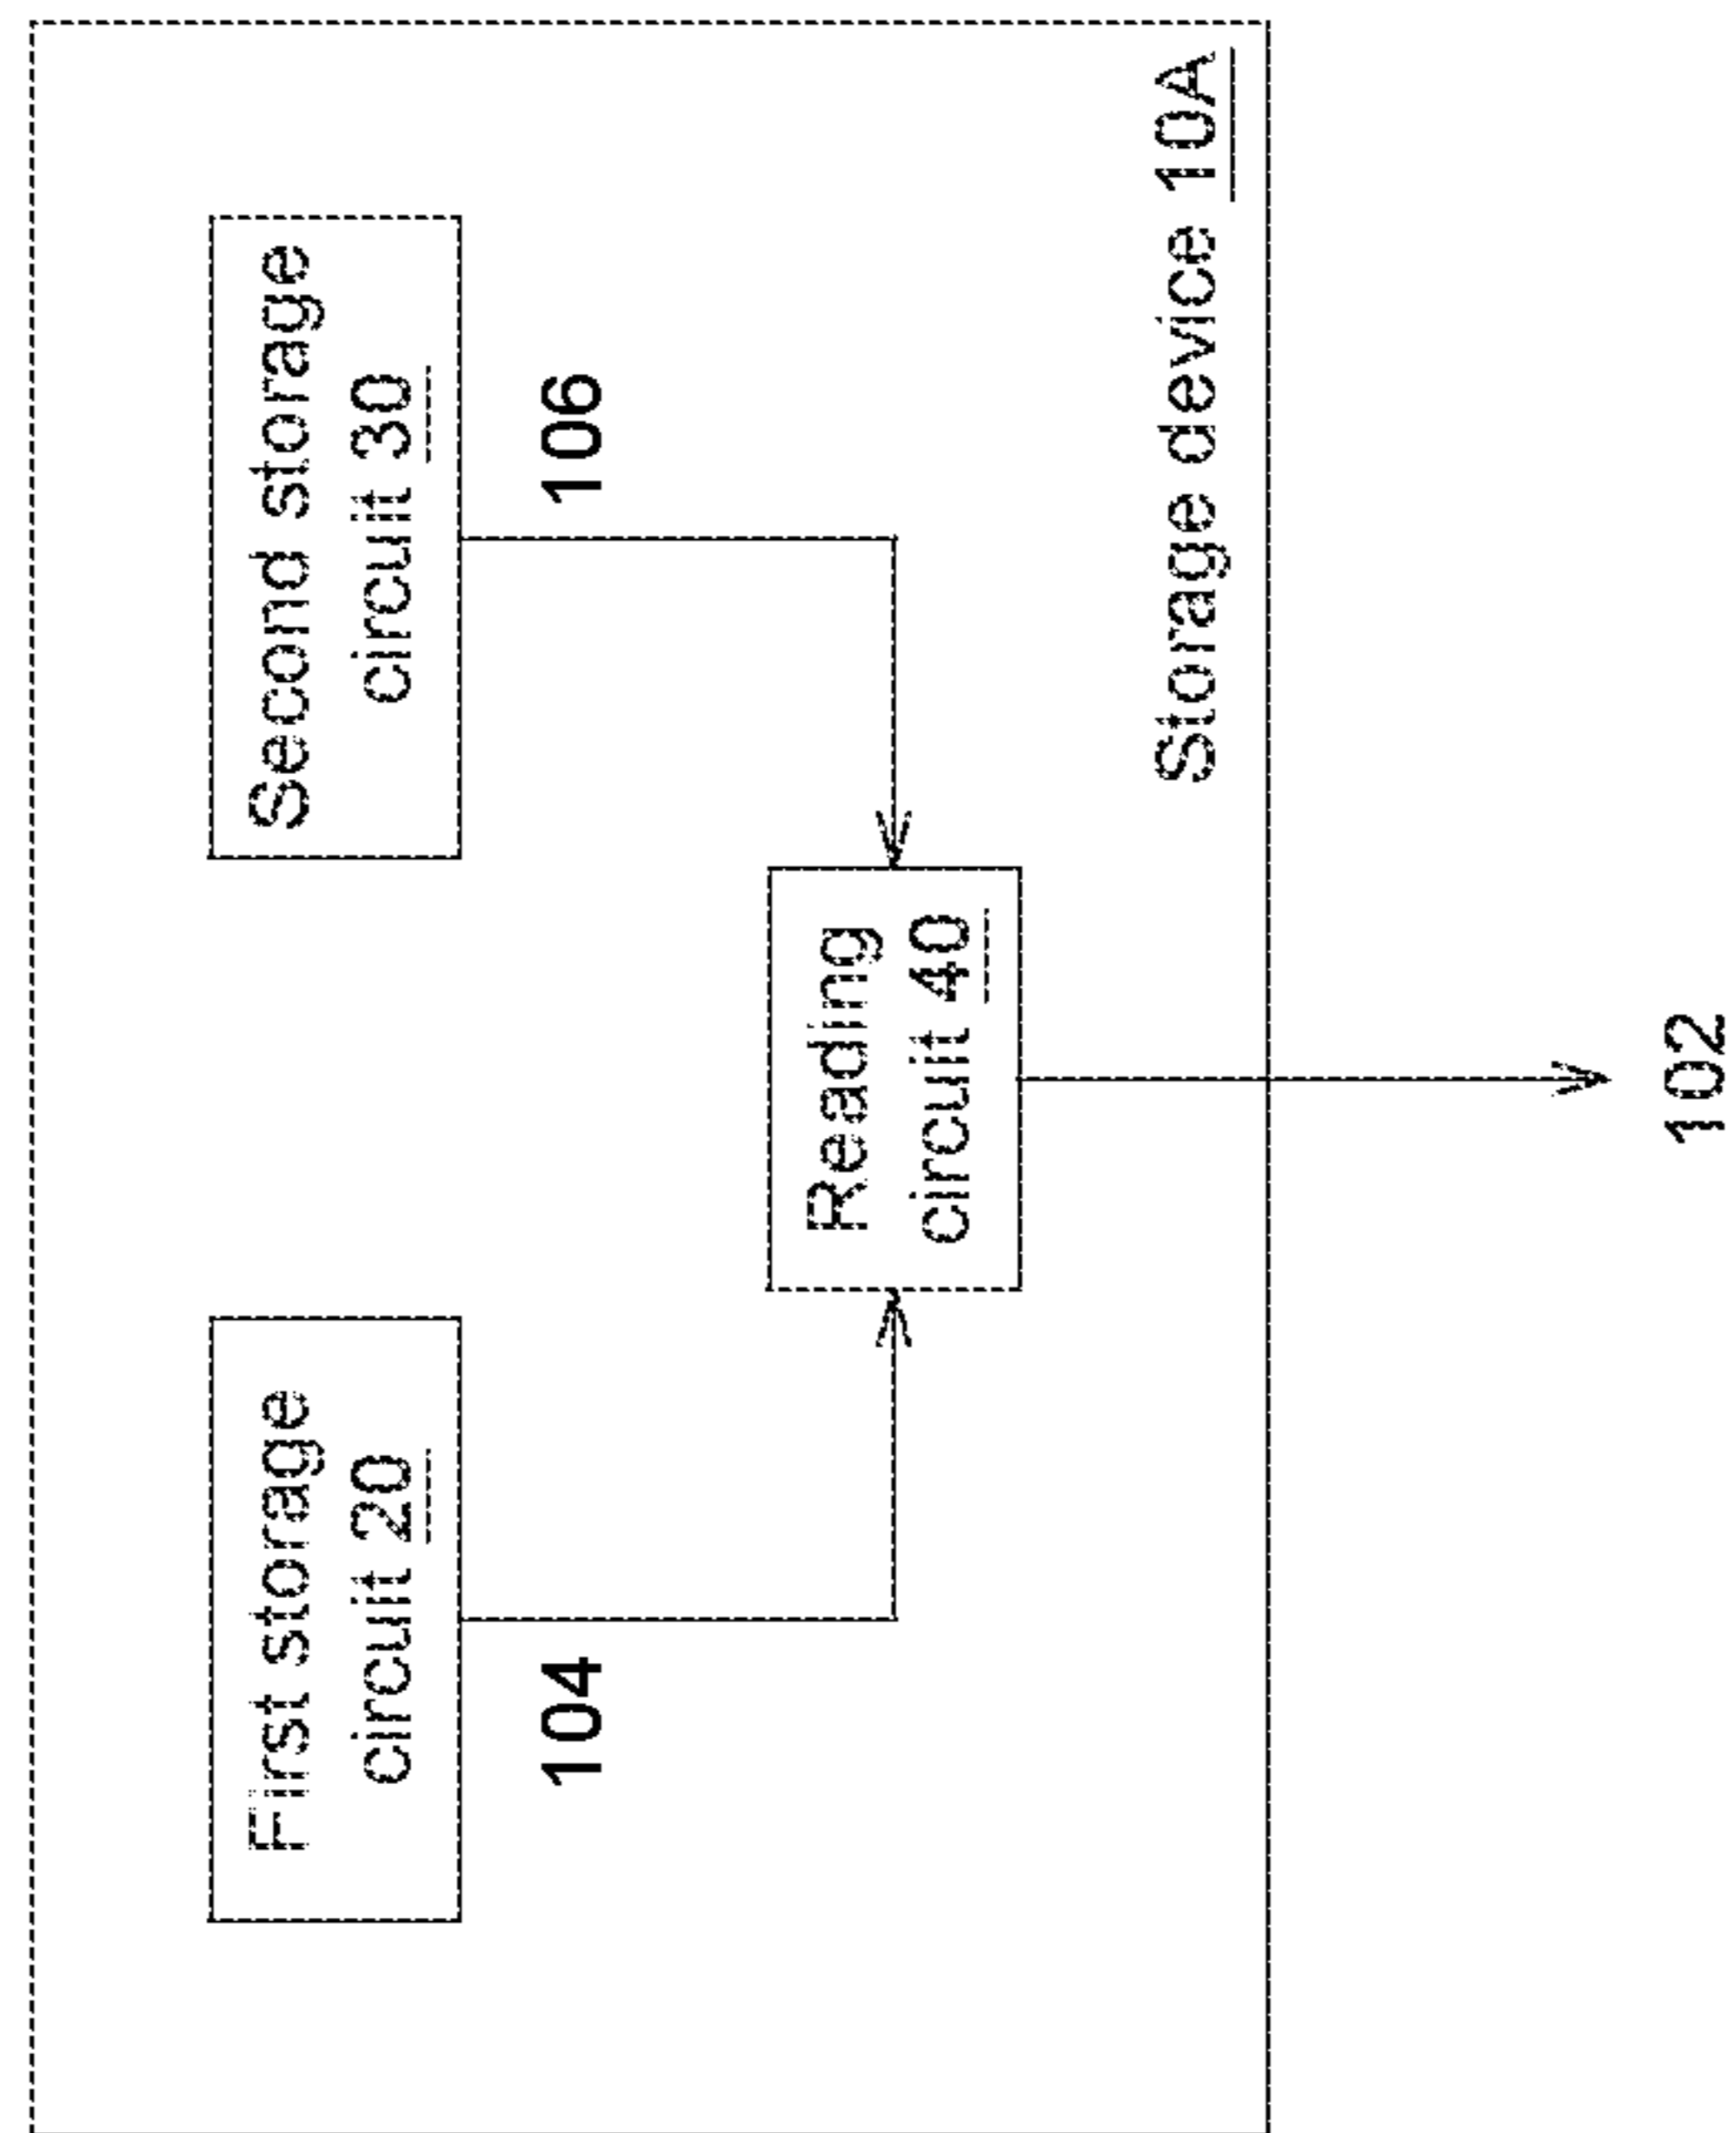 First storage
circuit 20
Second storage
circuit 30
104
106
Reading
circuit 40
Storage device 10A
102